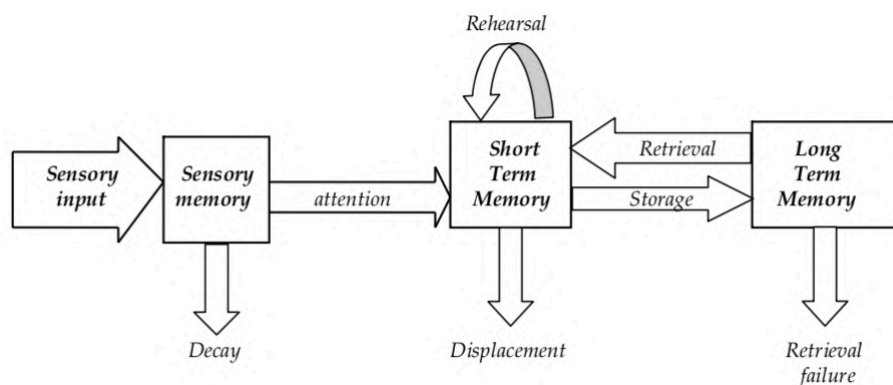 Rehearsal
Sensory
input
Sensory
memory
attention
Short
Term
Memory
Retrieval
Storage
Long
Term
Memory
Decay
Displacement
Retrieval
failure